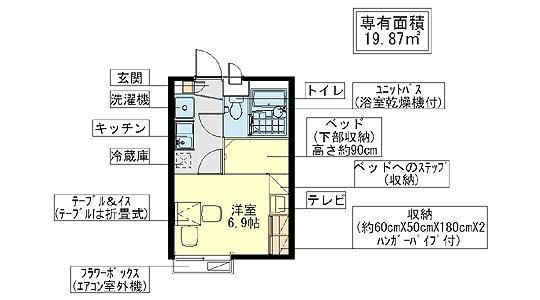 専有面積
19.87㎡
玄関
洗濯機
キッチン
冷蔵庫
テーブル&イス
(テーブルは折畳式)
フラワーボックス
(エアコン室外機)
トイレ
ユニットバス
(浴室乾燥機付)
ベッド
(下部収納)
高さ約90cm
ベッドへのステップ
(収納)
テレビ
収納
(約60cmX50cmX180cmX2
ハンガーパイプ付)
洋室
6.9帖